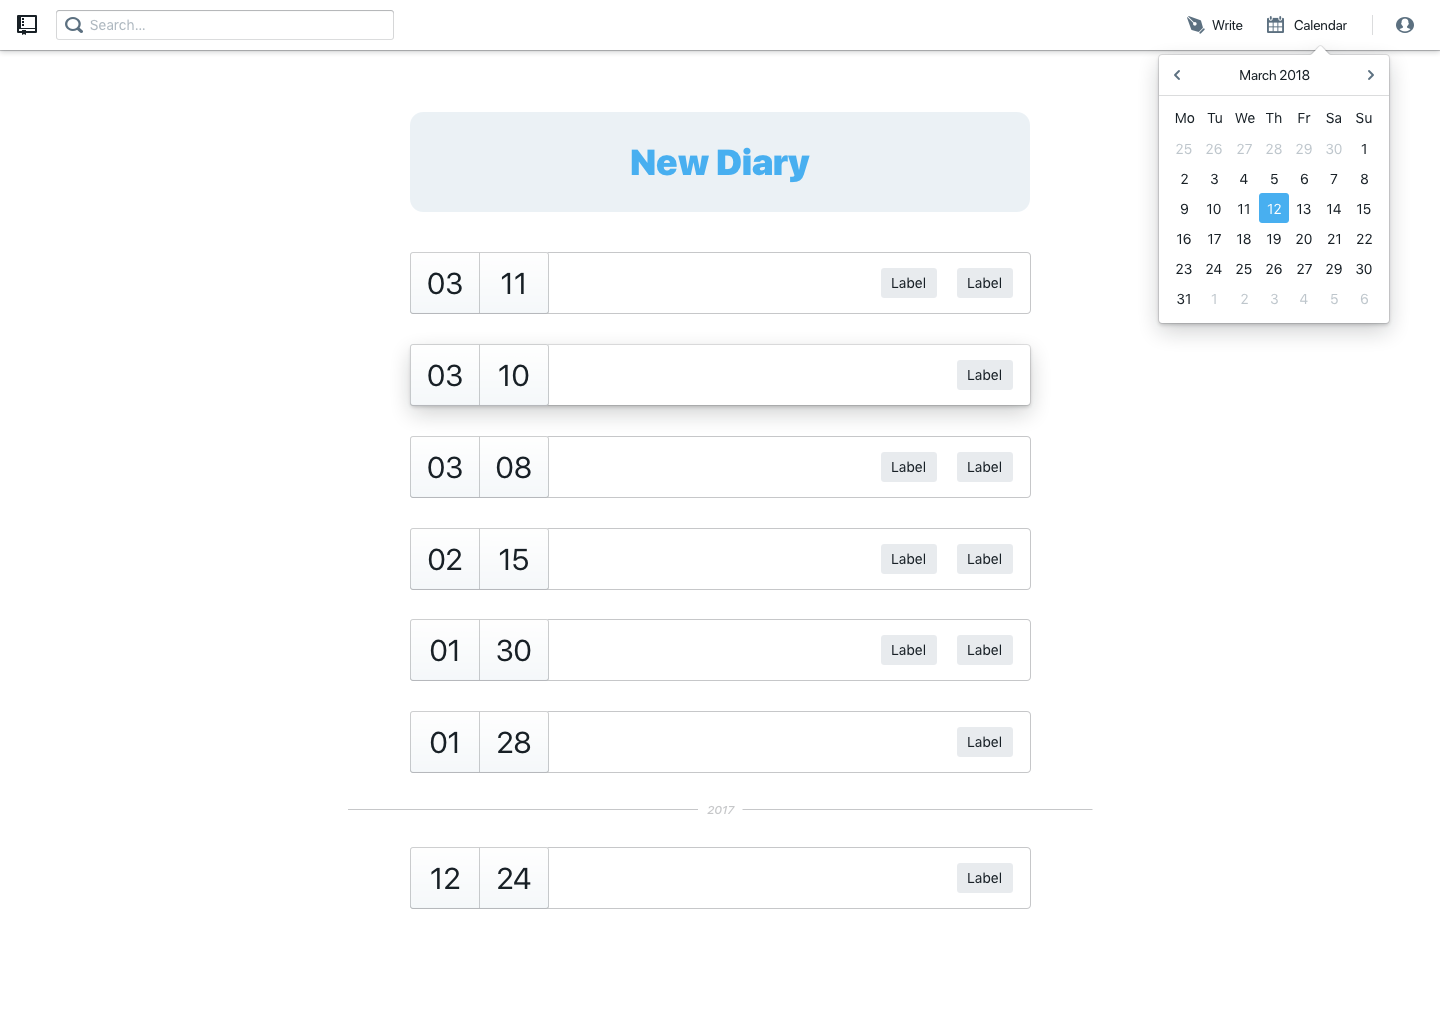 Search...
Write
Calendar
March 2018
Mo Tu We Th Fr Sa Su
25 26 27 28 29 30 1
2 3 4 5 6 7 8
9 10 11 12 13 14 15
16 17 18 19 20 21 22
23 24 25 26 27 28 29 30
31 1 2 3 4 5 6
New Diary
03 11 Label Label
03 10 Label
03 08 Label Label
02 15 Label Label
01 30 Label Label
01 28 Label
2017
12 24 Label